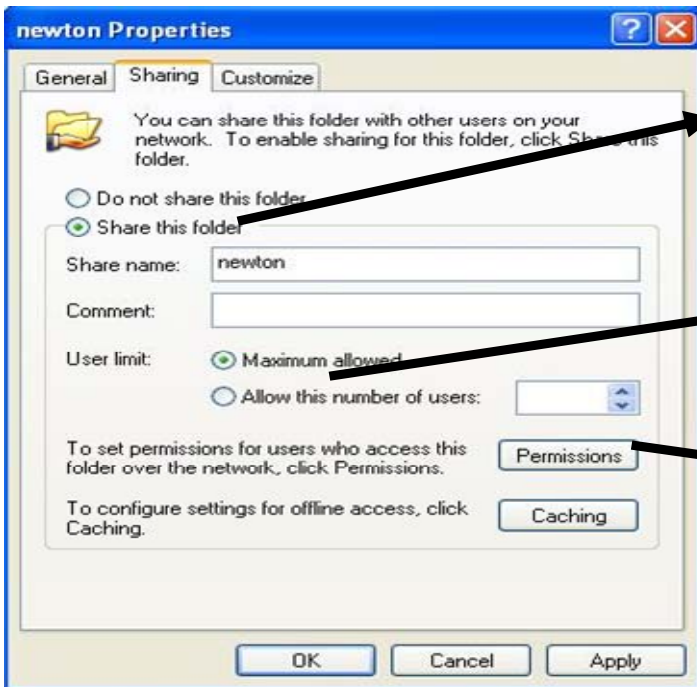 newton Properties
General Sharing Customize
You can share this folder with other users on your
network. To enable sharing for this folder, click Share this
folder.
Do not share this folder
Share this folder
Share name: newton
Comment:
User limit: Maximum allowed
Allow this number of users:
To set permissions for users who access this
folder over the network, click Permissions.
Permissions
To configure settings for offline access, click
Caching.
Caching
OK Cancel Apply